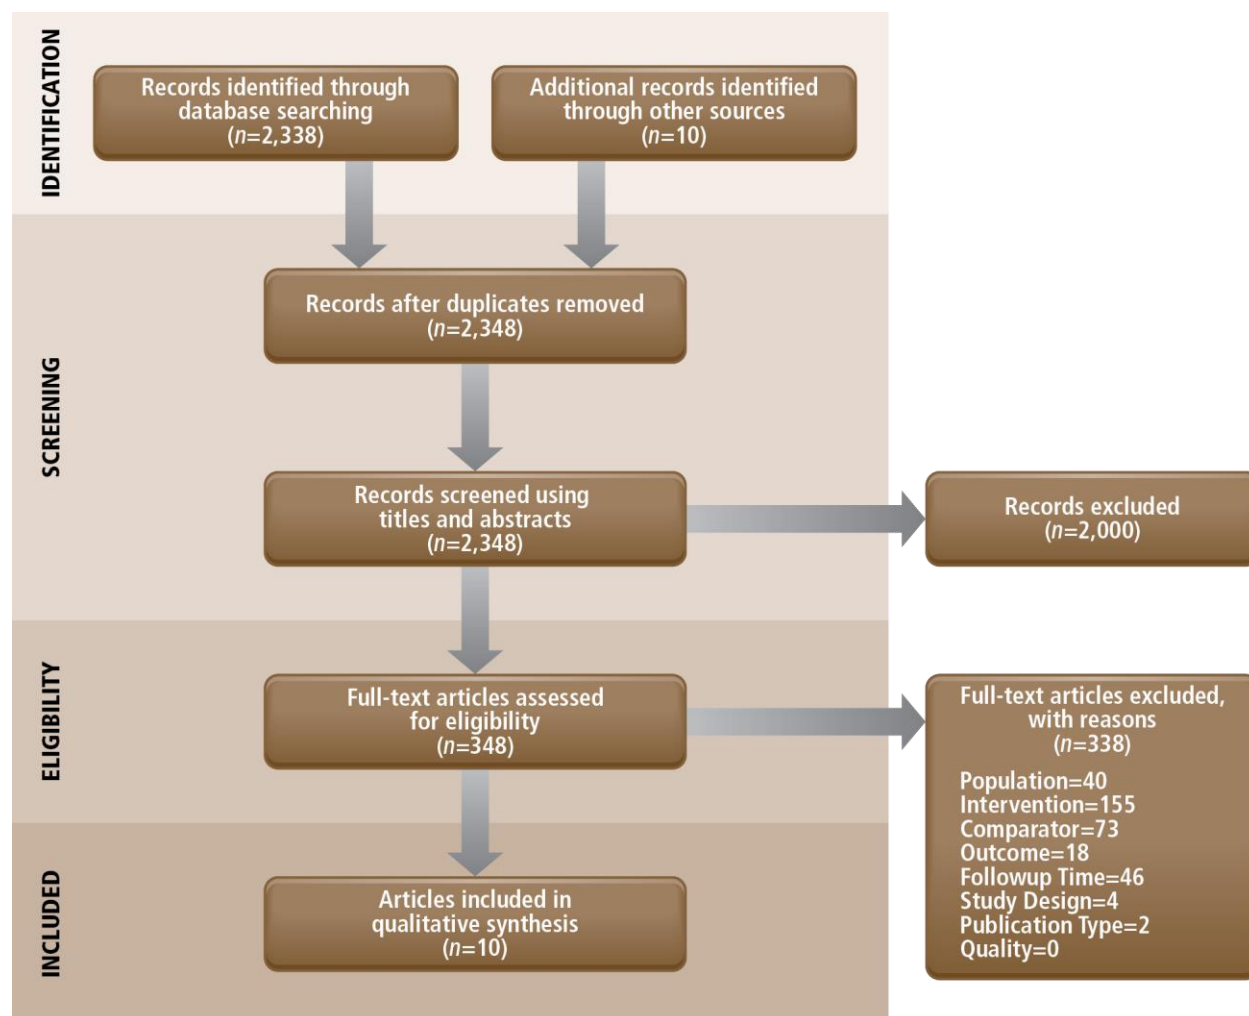 IDENTIFICATION
Records identified through
database searching
(n=2,338)
Additional records identified
through other sources
(n=10)
SCREENING
Records after duplicates removed
(n=2,348)
Records screened using
titles and abstracts
(n=2,348)
Records excluded
(n=2,000)
ELIGIBILITY
Full-text articles assessed
for eligibility
(n=348)
Full-text articles excluded,
with reasons
(n=338)
Population=40
Intervention=155
Comparator=73
Outcome=18
Followup Time=46
Study Design=4
Publication Type=2
Quality=0
INCLUDED
Articles included in
qualitative synthesis
(n=10)